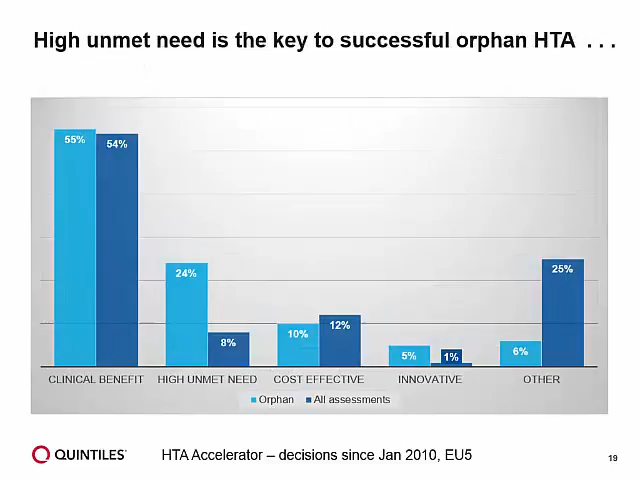 High unmet need is the key to successful orphan HTA . . .
55%
54%
24%
8%
10%
12%
5%
1%
6%
25%
CLINICAL BENEFIT HIGH UNMET NEED COST EFFECTIVE INNOVATIVE OTHER
Orphan All assessments
QUINTILES HTA Accelerator – decisions since Jan 2010, EU5 19